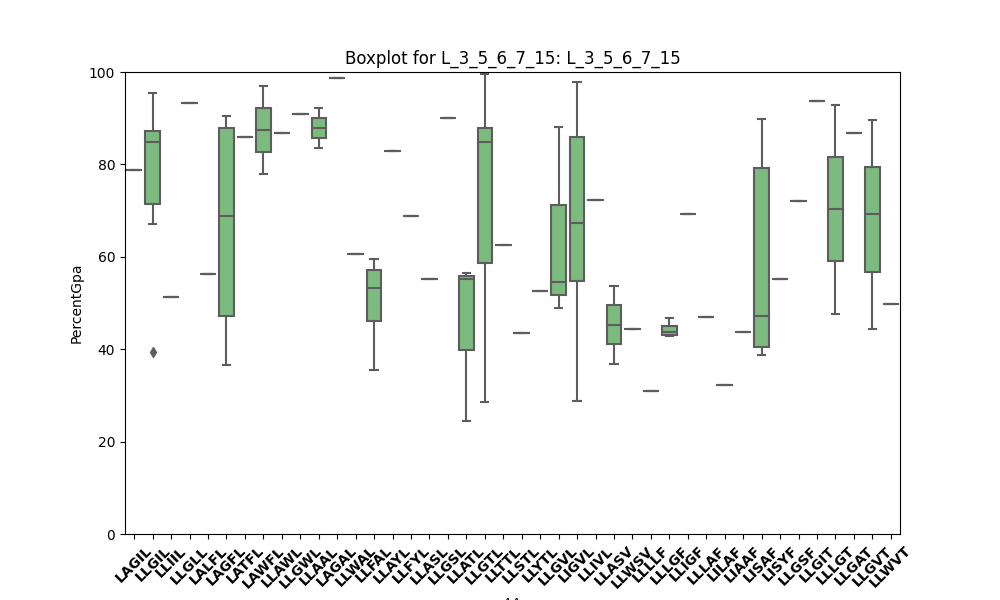 Boxplot for L_3_5_6_7_15: L_3_5_6_7_15
PercentGpa
100
80
60
40
20
0
LAGIL
LLGIL
LLIIL
LLGLL
LALFL
LAGFL
LATFL
LAWFL
LLAWL
LLGWL
LLAAL
LAGAL
LLWAL
LLFAL
LLAYL
LLFYL
LLASL
LLGSL
LLATL
LLGTL
LLTTL
LLSTL
LLYTL
LLGVL
LIGVL
LLIVL
LLASV
LLWSV
LLLLF
LLLGF
LLIGF
LLLAF
LILAF
LIAAF
LISAF
LISYF
LLGSF
LLGIT
LLLGT
LLGAT
LLGVT
LLWVT